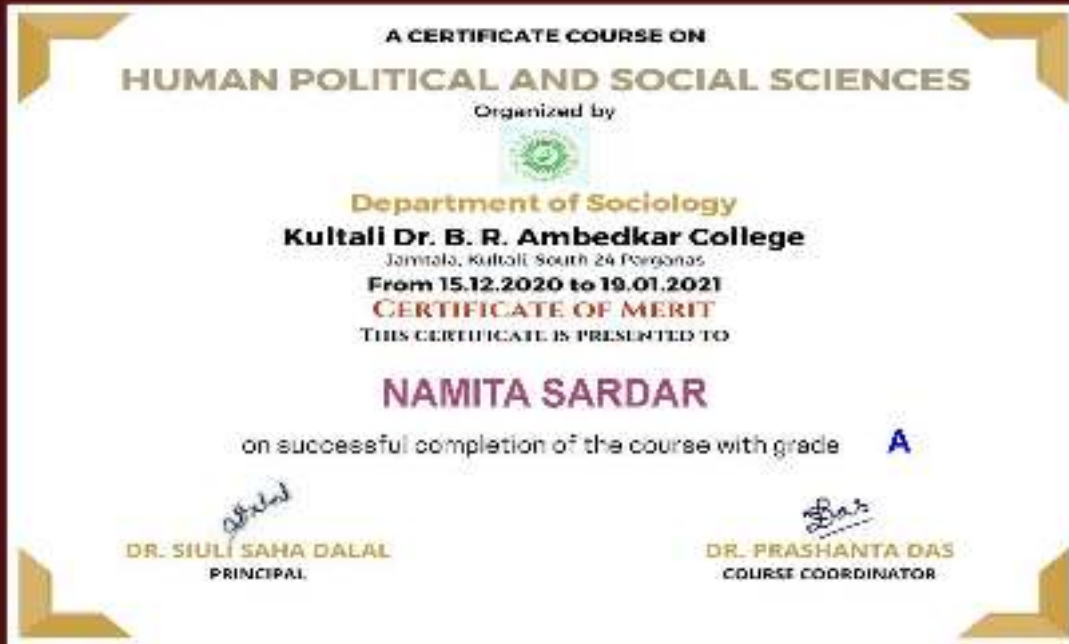 A CERTIFICATE COURSE ON
HUMAN POLITICAL AND SOCIAL SCIENCES
Organized by
Department of Sociology
Kultali Dr. B. R. Ambedkar College
Jamtala, Kultali South 24 Parganas
From 15.12.2020 to 19.01.2021
CERTIFICATE OF MERIT
THIS CERTIFICATE IS PRESENTED TO
NAMITA SARDAR
on successful completion of the course with grade A
DR. SIULI SAHA DALAL
PRINCIPAL
Das
DR. PRASHANTA DAS
COURSE COORDINATOR